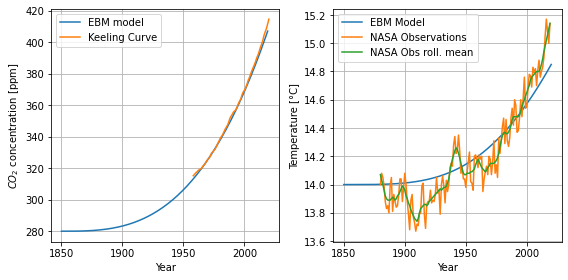 EBM model
Keeling Curve
CO₂ concentration [ppm]
420
400
380
360
340
320
300
280
1850
1900
1950
2000
Year
EBM Model
NASA Observations
NASA Obs roll. mean
Temperature [°C]
15.2
15.0
14.8
14.6
14.4
14.2
14.0
13.8
13.6
1850
1900
1950
2000
Year